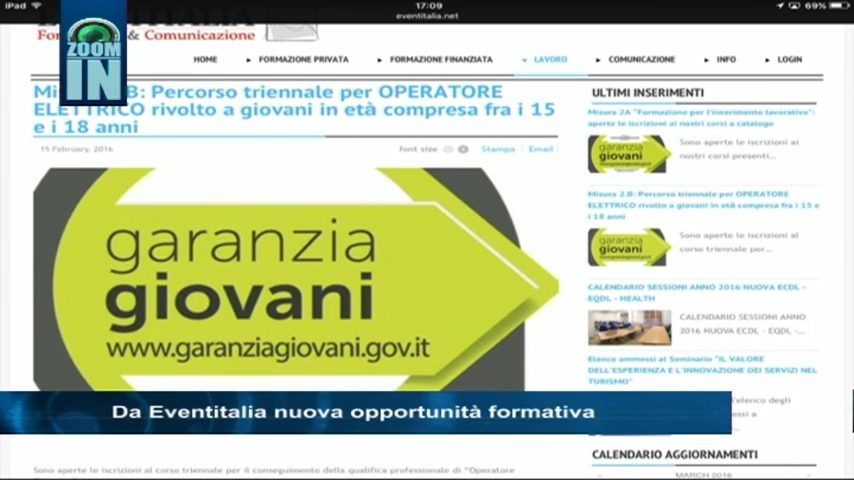 iPad
17:09
69%
eventitalia.net
ZOOM
IN
& Comunicazione
HOME
FORMAZIONE PRIVATA
FORMAZIONE FINANZIATA
LAVORO
COMUNICAZIONE
INFO
LOGIN
B: Percorso triennale per OPERATORE
ELETTRICO rivolto a giovani in età compresa fra i 15
e i 18 anni
15 February, 2016
font size
Stampa
Email
garanzia
giovani
www.garanziagiovani.gov.it
Sono aperte le iscrizioni al corso triennale per il conseguimento della qualifica professionale di "Operatore
ULTIMI INSERIMENTI
Misura 2A "Formazione per l'inserimento lavorativo":
aperte le iscrizioni ai nostri corsi a catalogo
garanzia
giovani
Sono aperte le iscrizioni ai
nostri corsi presenti...
Misura 2.B: Percorso triennale per OPERATORE
ELETTRICO rivolto a giovani in età compresa fra i 15 e
i 18 anni
garanzia
giovani
Sono aperte le iscrizioni al
corso triennale per...
CALENDARIO SESSIONI ANNO 2016 NUOVA ECDL -
EQDL - HEALTH
CALENDARIO SESSIONI ANNO
2016 NUOVA ECDL - EQDL -...
Elenco ammessi al Seminario "IL VALORE
DELL'ESPERIENZA E L'INNOVAZIONE DEI SERVIZI NEL
TURISMO"
l'elenco degli
CALENDARIO AGGIORNAMENTI
MARCH 2016
Da Eventitalia nuova opportunità formativa